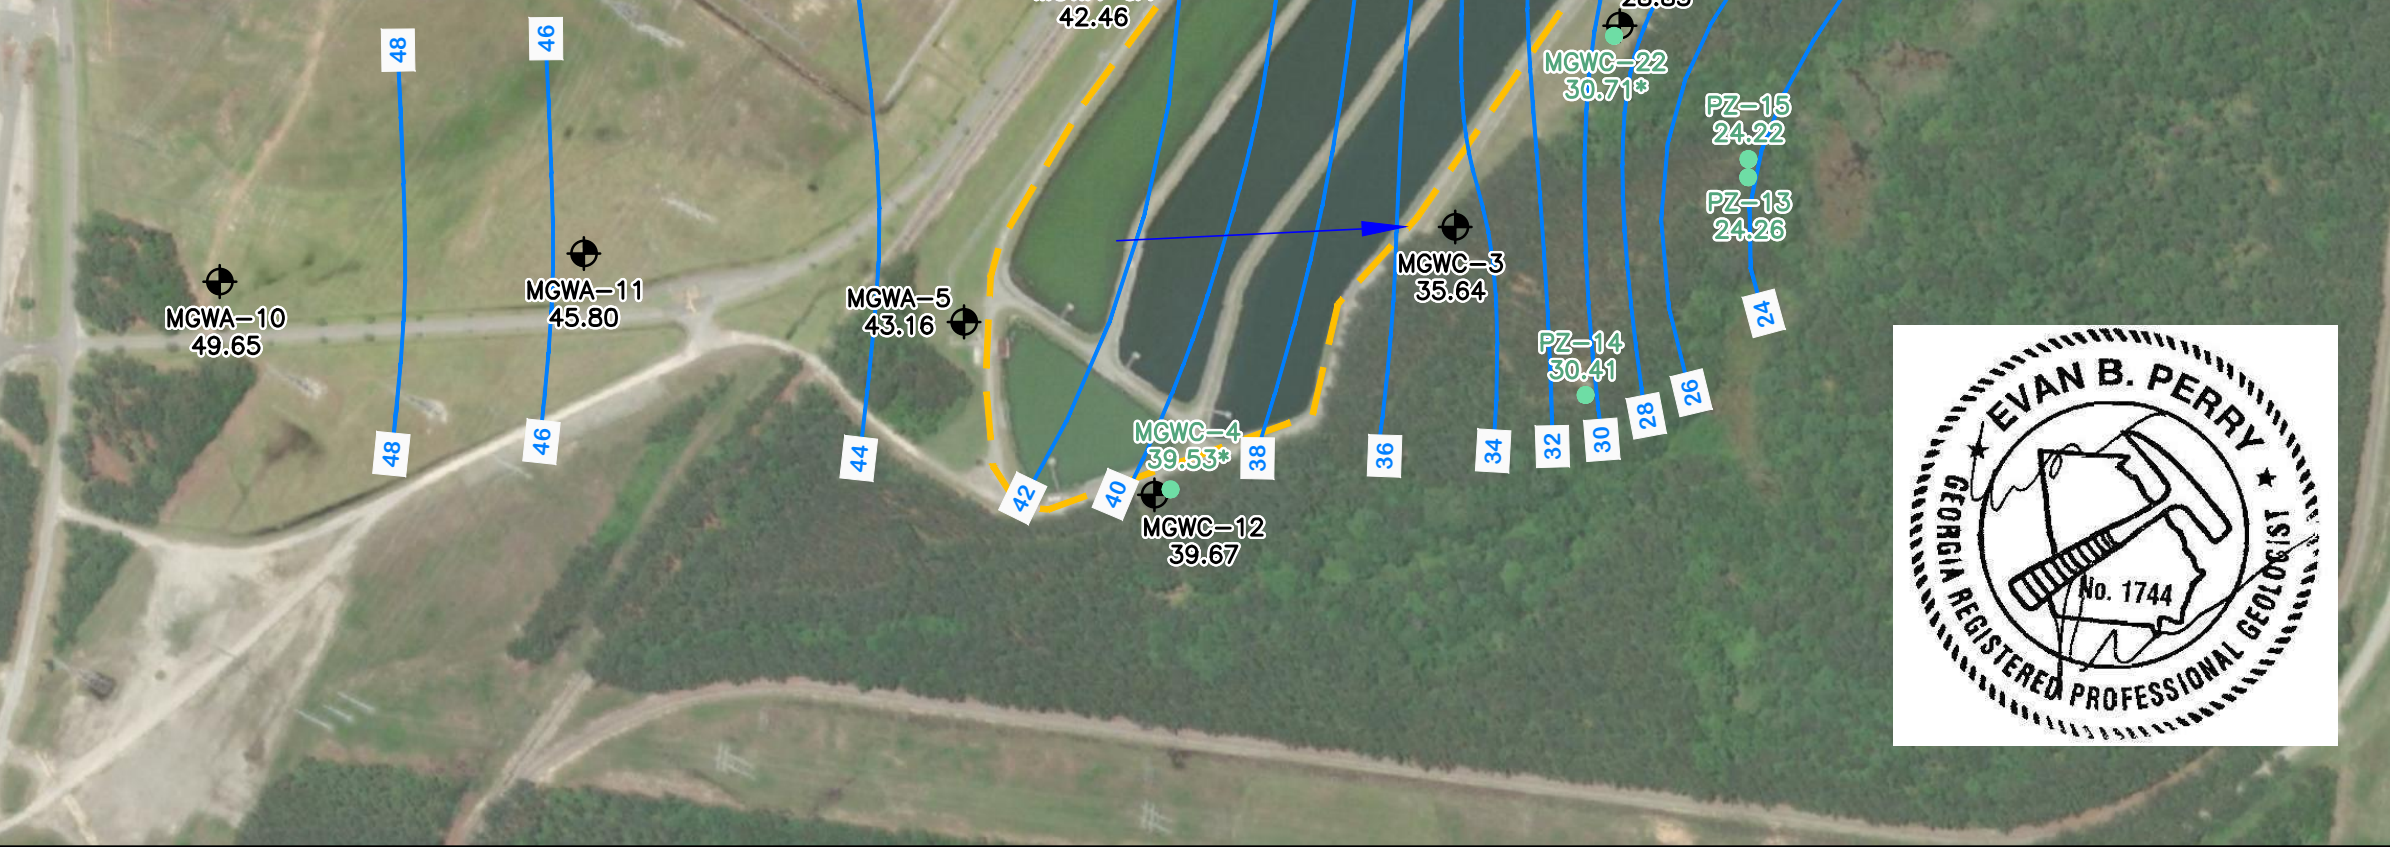 42.46
48
46
MGWC-22
30.71*
PZ-15
24.22
PZ-13
24.26
MGWA-10
49.65
MGWA-11
45.80
MGWA-5
43.16
MGWC-3
35.64
24
PZ-14
30.41
MGWC-4
39.53*
MGWC-12
39.67
48
46
44
42
40
38
36
34
32
30
28
26
EVAN B. PERRY
No. 1744
GEORGIA REGISTERED PROFESSIONAL GEOLOGIST